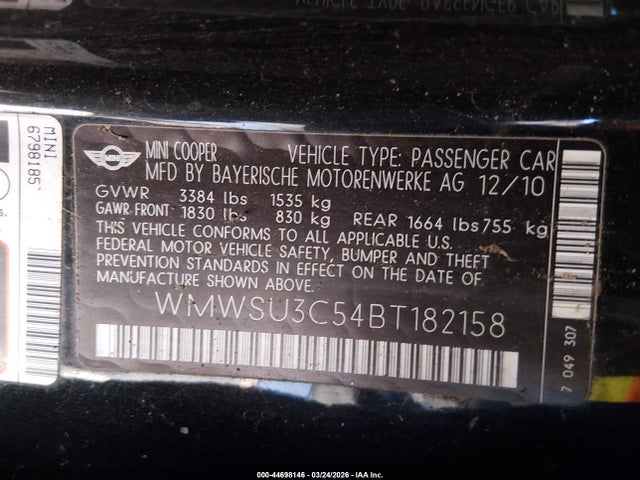 MINI
6798185
s.
MINI COOPER VEHICLE TYPE: PASSENGER CAR
MFD BY BAYERISCHE MOTORENWERKE AG 12/10
GVWR 3384 lbs 1535 kg
GAWR FRONT 1830 lbs 830 kg REAR 1664 lbs 755 kg
THIS VEHICLE CONFORMS TO ALL APPLICABLE U.S.
FEDERAL MOTOR VEHICLE SAFETY, BUMPER AND THEFT
PREVENTION STANDARDS IN EFFECT ON THE DATE OF
MANUFACTURE SHOWN ABOVE.
WMWSU3C54BT182158
7 049 307
000-44698146 - 03/24/2026 - IAA Inc.